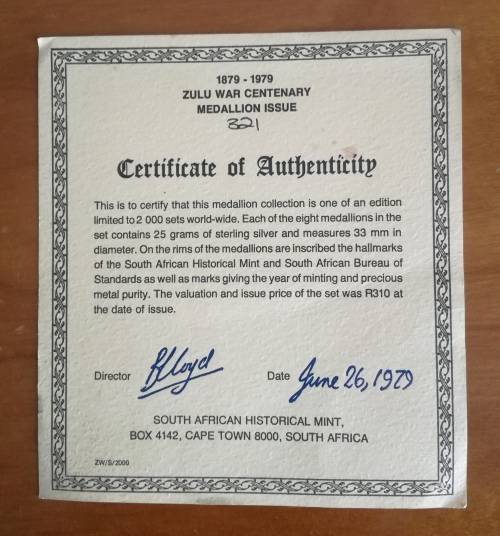 1879 - 1979
ZULU WAR CENTENARY
MEDALLION ISSUE
321
Certificate of Authenticity
This is to certify that this medallion collection is one of an edition
limited to 2 000 sets world-wide. Each of the eight medallions in the
set contains 25 grams of sterling silver and measures 33 mm in
diameter. On the rims of the medallions are inscribed the hallmarks
of the South African Historical Mint and South African Bureau of
Standards as well as marks giving the year of minting and precious
metal purity. The valuation and issue price of the set was R310 at
the date of issue.
Director Lloyd Date June 26, 1979
SOUTH AFRICAN HISTORICAL MINT,
BOX 4142, CAPE TOWN 8000, SOUTH AFRICA
ZW/S/2000